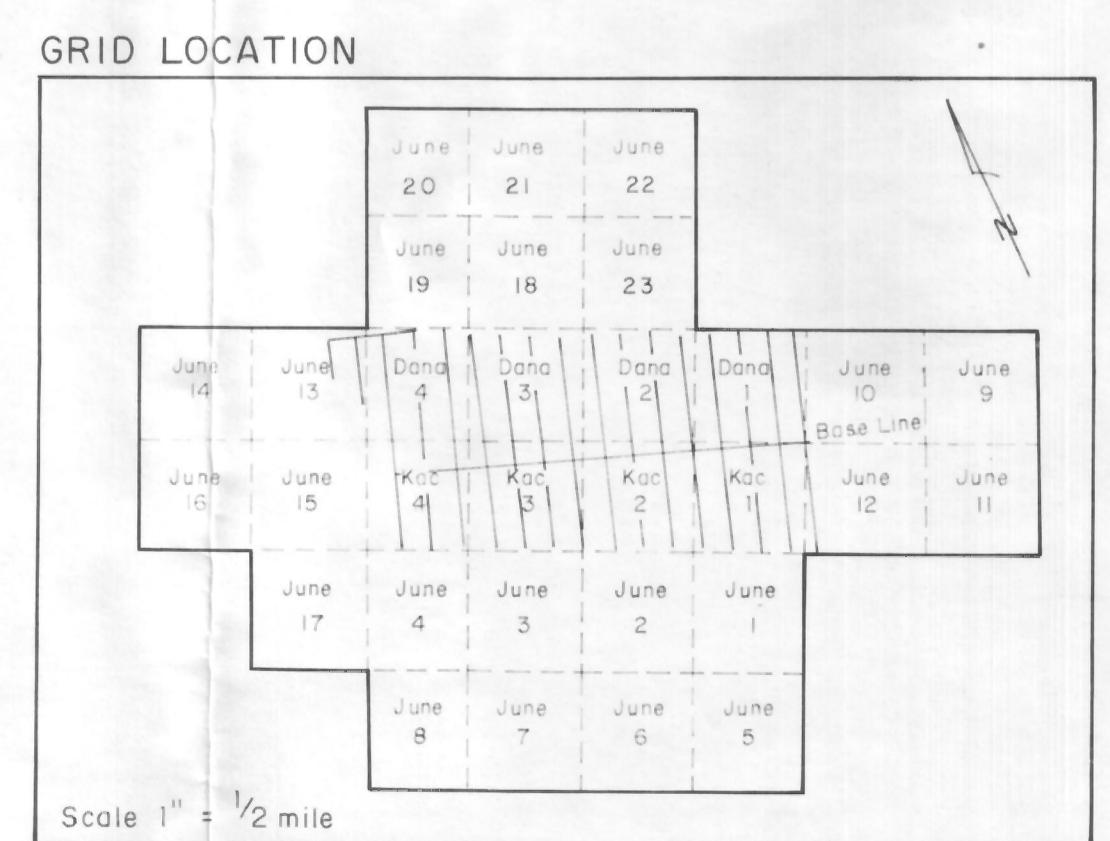 GRID LOCATION
N
June June June
20 21 22
June June June
19 18 23
June June Dana Dana Dana Dana June June
14 13 4 3 2 1 10 9
Base Line
June June Kac Kac Kac Kac June June
16 15 4 3 2 1 12 11
June June June June June
17 4 3 2 1
June June June June
8 7 6 5
Scale 1" = 1/2 mile